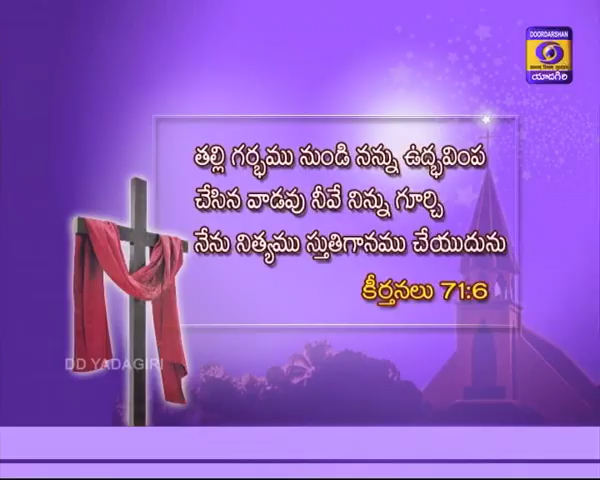 DOORDARSHAN
యాదగిరి
తల్లి గర్భము నుండి నన్ను ఉద్భవింప
చేసిన వాడవు నీవే నిన్ను గూర్చి
నేను నిత్యము స్తుతిగానము చేయుదును
కీర్తనలు 71:6
DD YADAGIRI